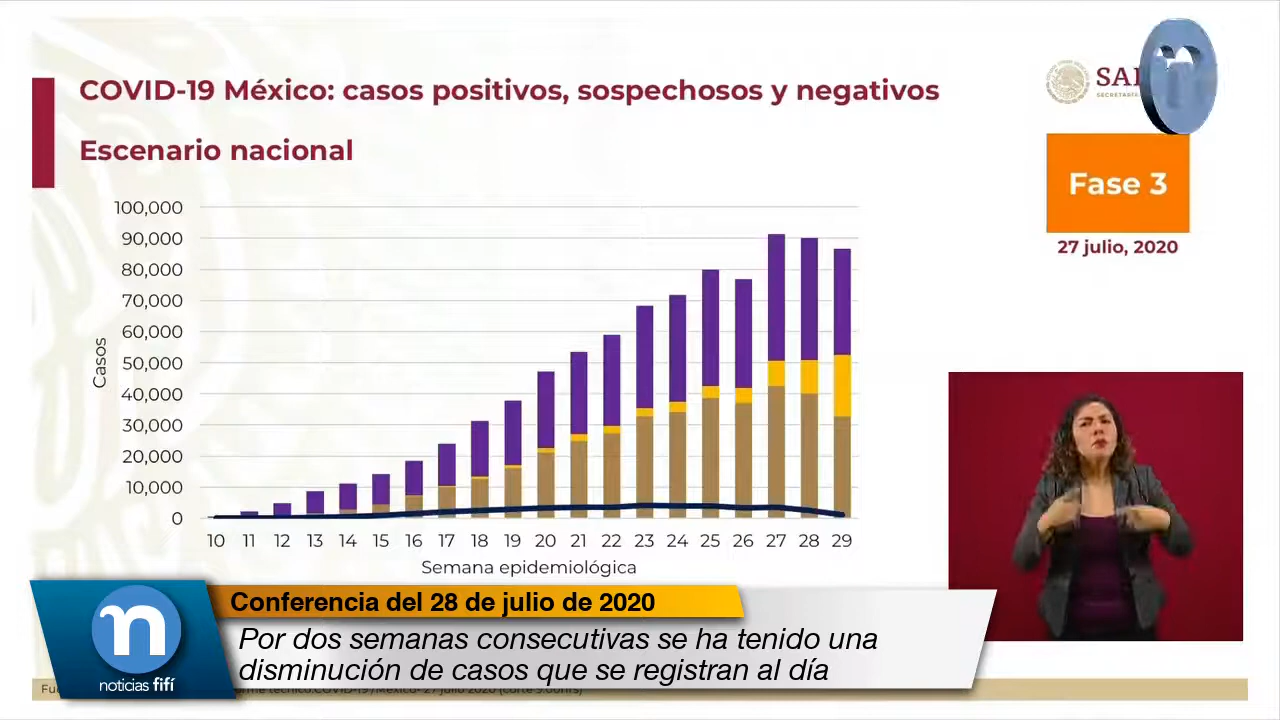 COVID-19 México: casos positivos, sospechosos y negativos
Escenario nacional
Fase 3
27 julio, 2020
100,000
90,000
80,000
70,000
60,000
50,000
40,000
30,000
20,000
10,000
0
Casos
10 11 12 13 14 15 16 17 18 19 20 21 22 23 24 25 26 27 28 29
Semana epidemiológica
n
noticias fifí
Conferencia del 28 de julio de 2020
Por dos semanas consecutivas se ha tenido una
disminución de casos que se registran al día